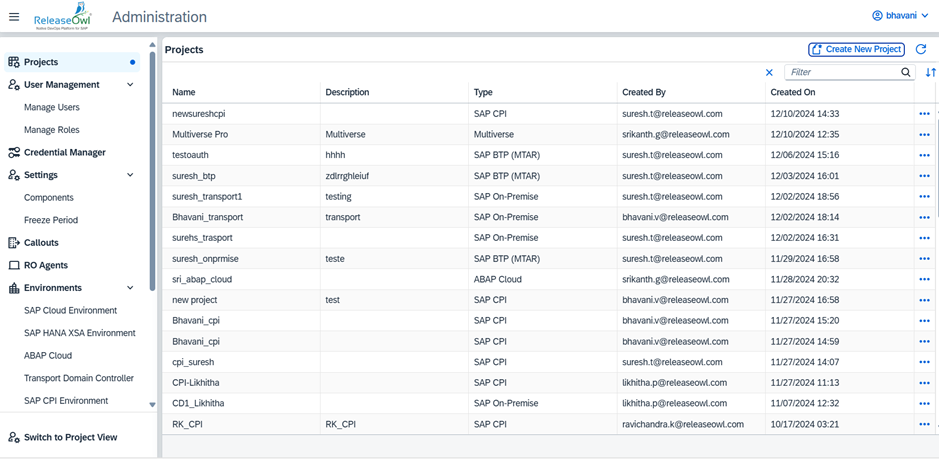 ReleaseOwl
Administration
bhavani
Projects
User Management
Manage Users
Manage Roles
Credential Manager
Settings
Components
Freeze Period
Callouts
RO Agents
Environments
SAP Cloud Environment
SAP HANA XSA Environment
ABAP Cloud
Transport Domain Controller
SAP CPI Environment
Switch to Project View
Projects
Create New Project
Filter
Name Description Type Created By Created On
newsureshcpi SAP CPI suresh.t@releaseowl.com 12/10/2024 14:33
Multiverse Pro Multiverse Multiverse srikanth.g@releaseowl.com 12/10/2024 12:35
testoauth hhhh SAP BTP (MTAR) suresh.t@releaseowl.com 12/06/2024 15:16
suresh_btp zdlrrghleiuf SAP BTP (MTAR) suresh.t@releaseowl.com 12/03/2024 16:01
suresh_transport1 testing SAP On-Premise suresh.t@releaseowl.com 12/02/2024 18:56
Bhavani_transport transport SAP On-Premise bhavani.v@releaseowl.com 12/02/2024 18:14
surehs_trasport SAP On-Premise suresh.t@releaseowl.com 12/02/2024 16:31
suresh_onprmise teste SAP BTP (MTAR) suresh.t@releaseowl.com 11/29/2024 16:58
sri_abap_cloud ABAP Cloud srikanth.g@releaseowl.com 11/28/2024 20:32
new project test SAP CPI bhavani.v@releaseowl.com 11/27/2024 16:58
Bhavani_cpi SAP CPI bhavani.v@releaseowl.com 11/27/2024 15:20
Bhavani_cpi SAP CPI bhavani.v@releaseowl.com 11/27/2024 14:59
cpi_suresh SAP CPI suresh.t@releaseowl.com 11/27/2024 14:07
CPI-Likhitha SAP CPI likhitha.p@releaseowl.com 11/27/2024 11:13
CD1_Likhitha SAP On-Premise likhitha.p@releaseowl.com 11/07/2024 12:32
RK_CPI RK_CPI SAP CPI ravichandra.k@releaseowl.com 10/17/2024 03:21